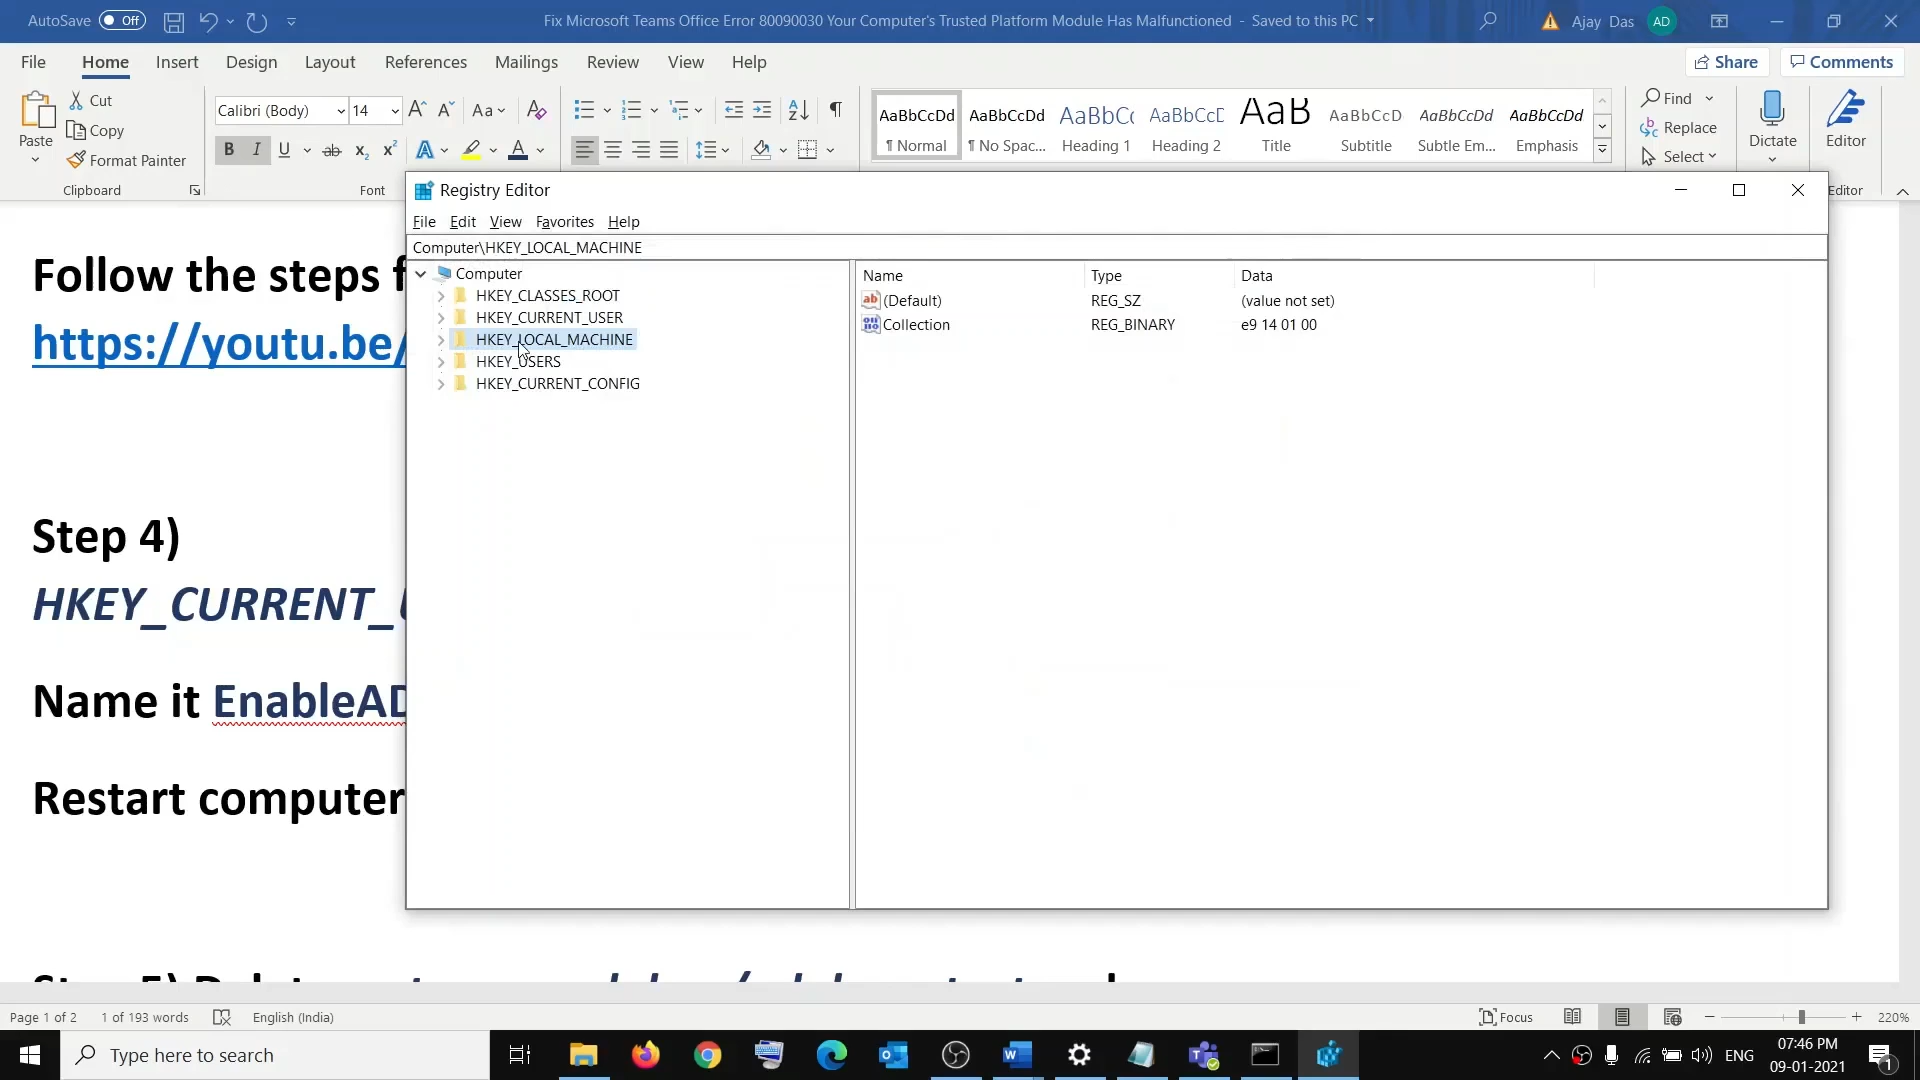 AutoSave Off Fix Microsoft Teams Office Error 80090030 Your Computer's Trusted Platform Module Has Malfunctioned - Saved to this PC Ajay Das AD
File Home Insert Design Layout References Mailings Review View Help Share Comments
Paste Cut Copy Format Painter Clipboard
Calibri (Body) 14 Aa B I U ab x₂ x² A A Font
AaBbCcDd AaBbCcDd AaBbCc AaBbCcD AaB AaBbCcD AaBbCcDd AaBbCcDd
¶ Normal ¶ No Spac... Heading 1 Heading 2 Title Subtitle Subtle Em... Emphasis
Find Replace Select Dictate Editor
Editor
Registry Editor
File Edit View Favorites Help
Computer\HKEY_LOCAL_MACHINE
Computer
HKEY_CLASSES_ROOT
HKEY_CURRENT_USER
HKEY_LOCAL_MACHINE
HKEY_USERS
HKEY_CURRENT_CONFIG
Name Type Data
(Default) REG_SZ (value not set)
Collection REG_BINARY e9 14 01 00
Follow the steps
https://youtu.be/
Step 4)
HKEY_CURRENT_
Name it EnableAD
Restart computer
Page 1 of 2 1 of 193 words English (India) Focus 220%
Type here to search ENG 07:46 PM
09-01-2021 1